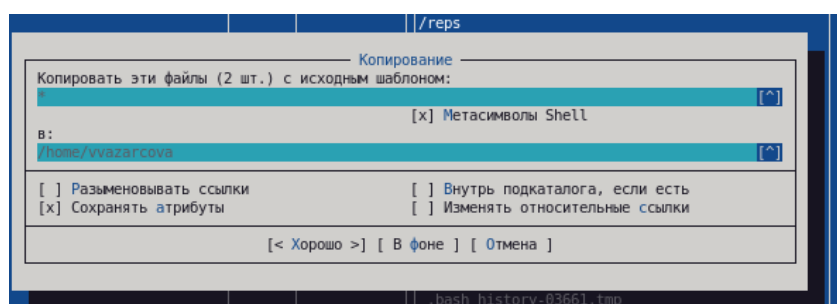 /reps
Копирование
Копировать эти файлы (2 шт.) с исходным шаблоном:
* [^]
[x] Метасимволы Shell
в:
/home/vvazarcova [^]
[ ] Разыменовывать ссылки [ ] Внутрь подкаталога, если есть
[x] Сохранять атрибуты [ ] Изменять относительные ссылки
[< Хорошо >] [ В фоне ] [ Отмена ]
.bash_history-03661.tmp